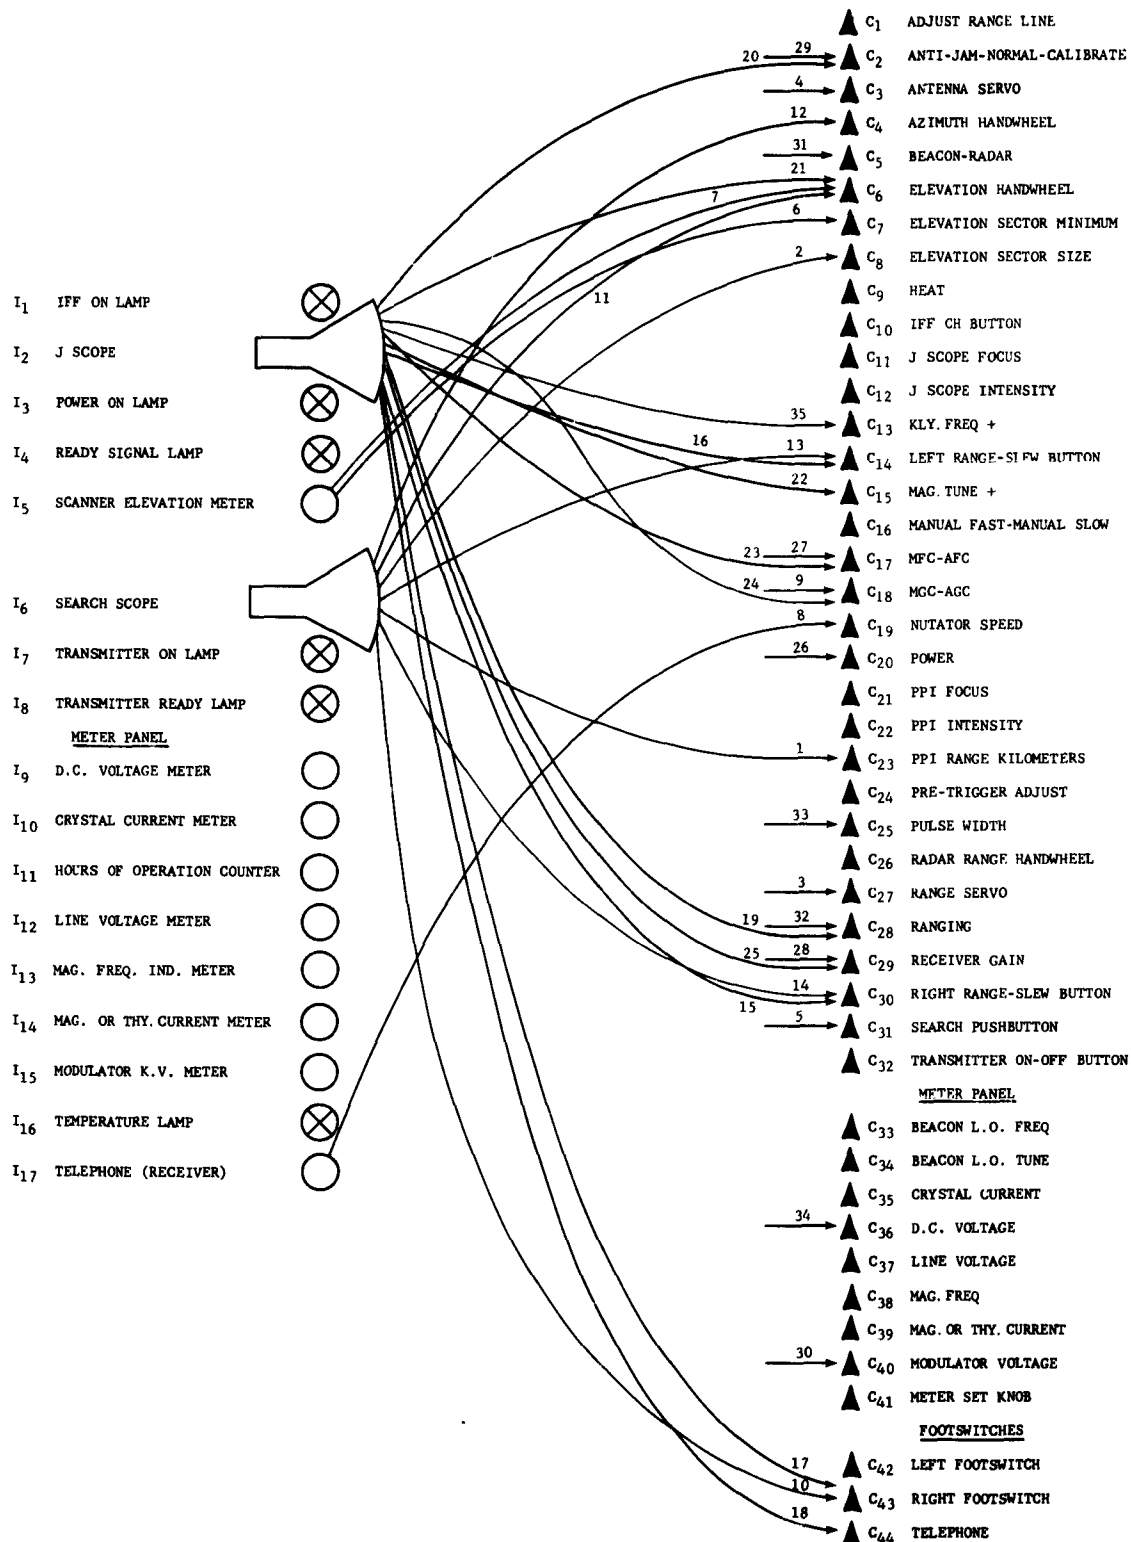 I1 IFF ON LAMP
I2 J SCOPE
I3 POWER ON LAMP
I4 READY SIGNAL LAMP
I5 SCANNER ELEVATION METER
I6 SEARCH SCOPE
I7 TRANSMITTER ON LAMP
I8 TRANSMITTER READY LAMP
METER PANEL
I9 D.C. VOLTAGE METER
I10 CRYSTAL CURRENT METER
I11 HOURS OF OPERATION COUNTER
I12 LINE VOLTAGE METER
I13 MAG. FREQ. IND. METER
I14 MAG. OR THY. CURRENT METER
I15 MODULATOR K.V. METER
I16 TEMPERATURE LAMP
I17 TELEPHONE (RECEIVER)
C1 ADJUST RANGE LINE
20 29 C2 ANTI-JAM-NORMAL-CALIBRATE
4 C3 ANTENNA SERVO
12 C4 AZIMUTH HANDWHEEL
31 C5 BEACON-RADAR
21
7 C6 ELEVATION HANDWHEEL
6 C7 ELEVATION SECTOR MINIMUM
2 C8 ELEVATION SECTOR SIZE
11 C9 HEAT
C10 IFF CH BUTTON
C11 J SCOPE FOCUS
C12 J SCOPE INTENSITY
35 C13 KLY. FREQ +
16 13 C14 LEFT RANGE-SLEW BUTTON
22 C15 MAG. TUNE +
C16 MANUAL FAST-MANUAL SLOW
23 27 C17 MFC-AFC
24 9 C18 MGC-AGC
8 C19 NUTATOR SPEED
26 C20 POWER
C21 PPI FOCUS
C22 PPI INTENSITY
1 C23 PPI RANGE KILOMETERS
C24 PRE-TRIGGER ADJUST
33 C25 PULSE WIDTH
C26 RADAR RANGE HANDWHEEL
3 C27 RANGE SERVO
19 32 C28 RANGING
25 28 C29 RECEIVER GAIN
14 C30 RIGHT RANGE-SLEW BUTTON
15
5 C31 SEARCH PUSHBUTTON
C32 TRANSMITTER ON-OFF BUTTON
METER PANEL
C33 BEACON L.O. FREQ
C34 BEACON L.O. TUNE
C35 CRYSTAL CURRENT
34 C36 D.C. VOLTAGE
C37 LINE VOLTAGE
C38 MAG. FREQ
C39 MAG. OR THY. CURRENT
30 C40 MODULATOR VOLTAGE
C41 METER SET KNOB
FOOTSWITCHES
17 C42 LEFT FOOTSWITCH
10 C43 RIGHT FOOTSWITCH
18 C44 TELEPHONE